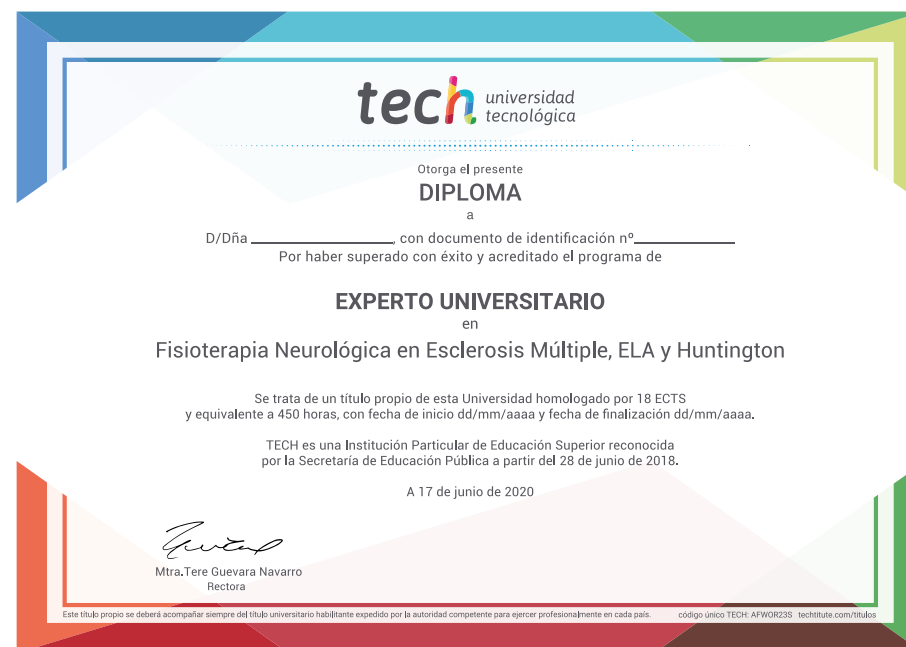 tech universidad
tecnológica
Otorga el presente
DIPLOMA
a
D/Dña ____________________, con documento de identificación nº______________
Por haber superado con éxito y acreditado el programa de
EXPERTO UNIVERSITARIO
en
Fisioterapia Neurológica en Esclerosis Múltiple, ELA y Huntington
Se trata de un título propio de esta Universidad homologado por 18 ECTS
y equivalente a 450 horas, con fecha de inicio dd/mm/aaaa y fecha de finalización dd/mm/aaaa.
TECH es una Institución Particular de Educación Superior reconocida
por la Secretaría de Educación Pública a partir del 28 de junio de 2018.
A 17 de junio de 2020
Mtra.Tere Guevara Navarro
Rectora
Este título propio se deberá acompañar siempre del título universitario habilitante expedido por la autoridad competente para ejercer profesionalmente en cada país. código único TECH: AFWOR23S techtitute.com/titulos